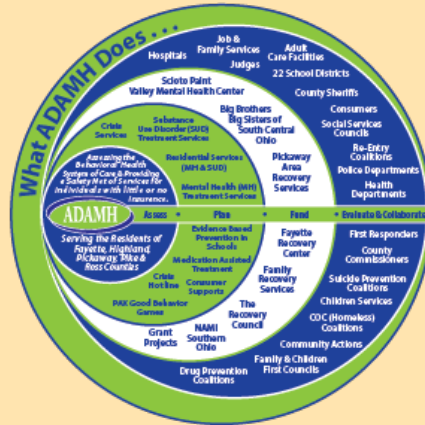 What ADAMH Does . . .
Hospitals
Job &
Family Services
Judges
Adult
Care Facilities
22 School Districts
County Sheriffs
Consumers
Social Services
Councils
Re-Entry
Coalitions
Police Departments
Health
Departments
Scioto Paint
Valley Mental Health Center
Big Brothers
Big Sisters of
South Central
Ohio
Pickaway
Area
Recovery
Services
Crisis
Services
Substance
Use Disorder (SUD)
Treatment Services
Residential Services
(MH & SUD)
Mental Health (MH)
Treatment Services
Assessing the
Behavioral Health
System of Care & Providing
a Safety Net of Services for
individuals with little or no
insurance.
ADAMH
Assess • Plan • Fund • Evaluate & Collaborate
Serving the Residents of
Fayette, Highland,
Pickaway, Pike &
Ross Counties
Evidence Based
Prevention in
Schools
Medication Assisted
Treatment
Crisis
Hotline
Consumer
Supports
PAX Good Behavior
Games
Fayette
Recovery
Center
Family
Recovery
Services
The
Recovery
Council
NAMI
Southern
Ohio
Grant
Projects
First Responders
County
Commissioners
Suicide Prevention
Coalitions
Children Services
COC (Homeless)
Coalitions
Community Actions
Family & Children
First Councils
Drug Prevention
Coalitions